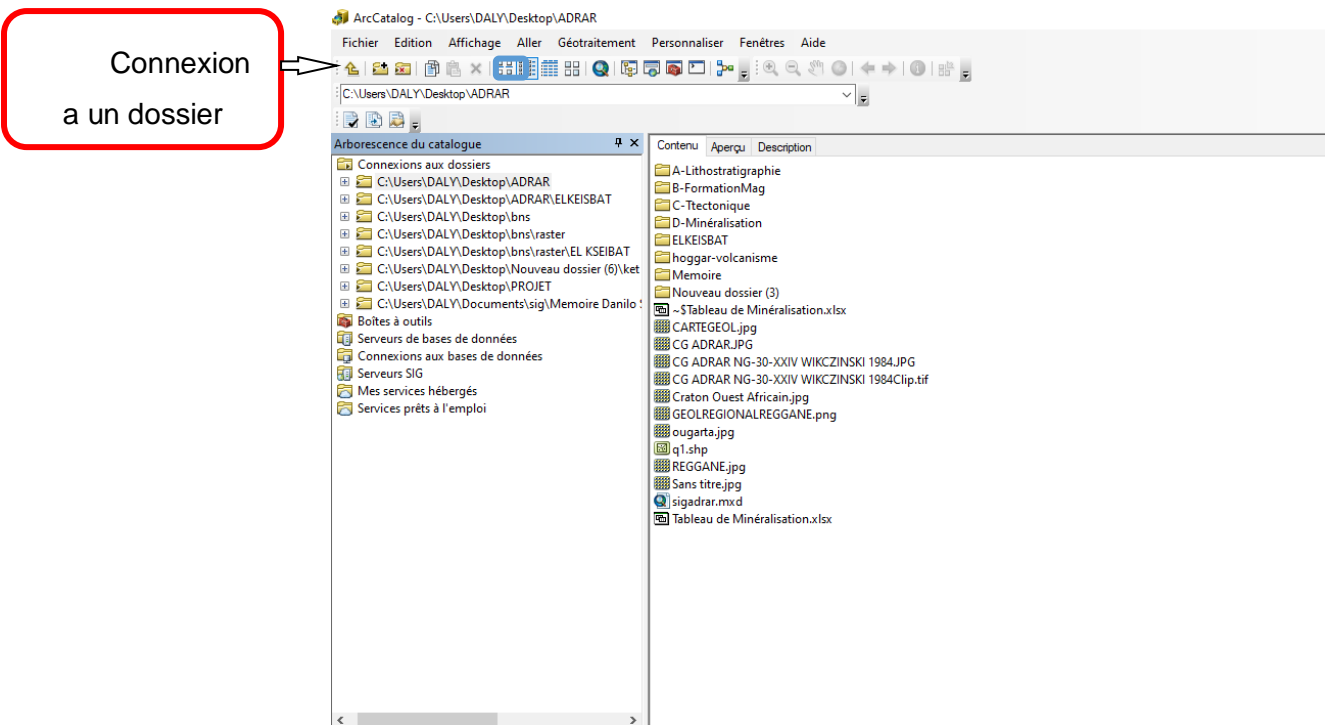 Connexion
a un dossier
ArcCatalog - C:\Users\DALY\Desktop\ADRAR
Fichier Edition Affichage Aller Géotraitement Personnaliser Fenêtres Aide
C:\Users\DALY\Desktop\ADRAR
Arborescence du catalogue
Connexions aux dossiers
C:\Users\DALY\Desktop\ADRAR
C:\Users\DALY\Desktop\ADRAR\ELKEISBAT
C:\Users\DALY\Desktop\bns
C:\Users\DALY\Desktop\bns\raster
C:\Users\DALY\Desktop\bns\raster\EL KSEIBAT
C:\Users\DALY\Desktop\Nouveau dossier (6)\ket
C:\Users\DALY\Desktop\PROJET
C:\Users\DALY\Documents\sig\Memoire Danilo
Boîtes à outils
Serveurs de bases de données
Connexions aux bases de données
Serveurs SIG
Mes services hébergés
Services prêts à l'emploi
Contenu Aperçu Description
A-Lithostratigraphie
B-FormationMag
C-Ttectonique
D-Minéralisation
ELKEISBAT
hoggar-volcanisme
Memoire
Nouveau dossier (3)
~$Tableau de Minéralisation.xlsx
CARTEGEOL.jpg
CG ADRAR.JPG
CG ADRAR NG-30-XXIV WIKCZINSKI 1984.JPG
CG ADRAR NG-30-XXIV WIKCZINSKI 1984Clip.tif
Craton Ouest Africain.jpg
GEOLREGIONALREGGANE.png
ougarta.jpg
q1.shp
REGGANE.jpg
Sans titre.jpg
sigadrar.mxd
Tableau de Minéralisation.xlsx